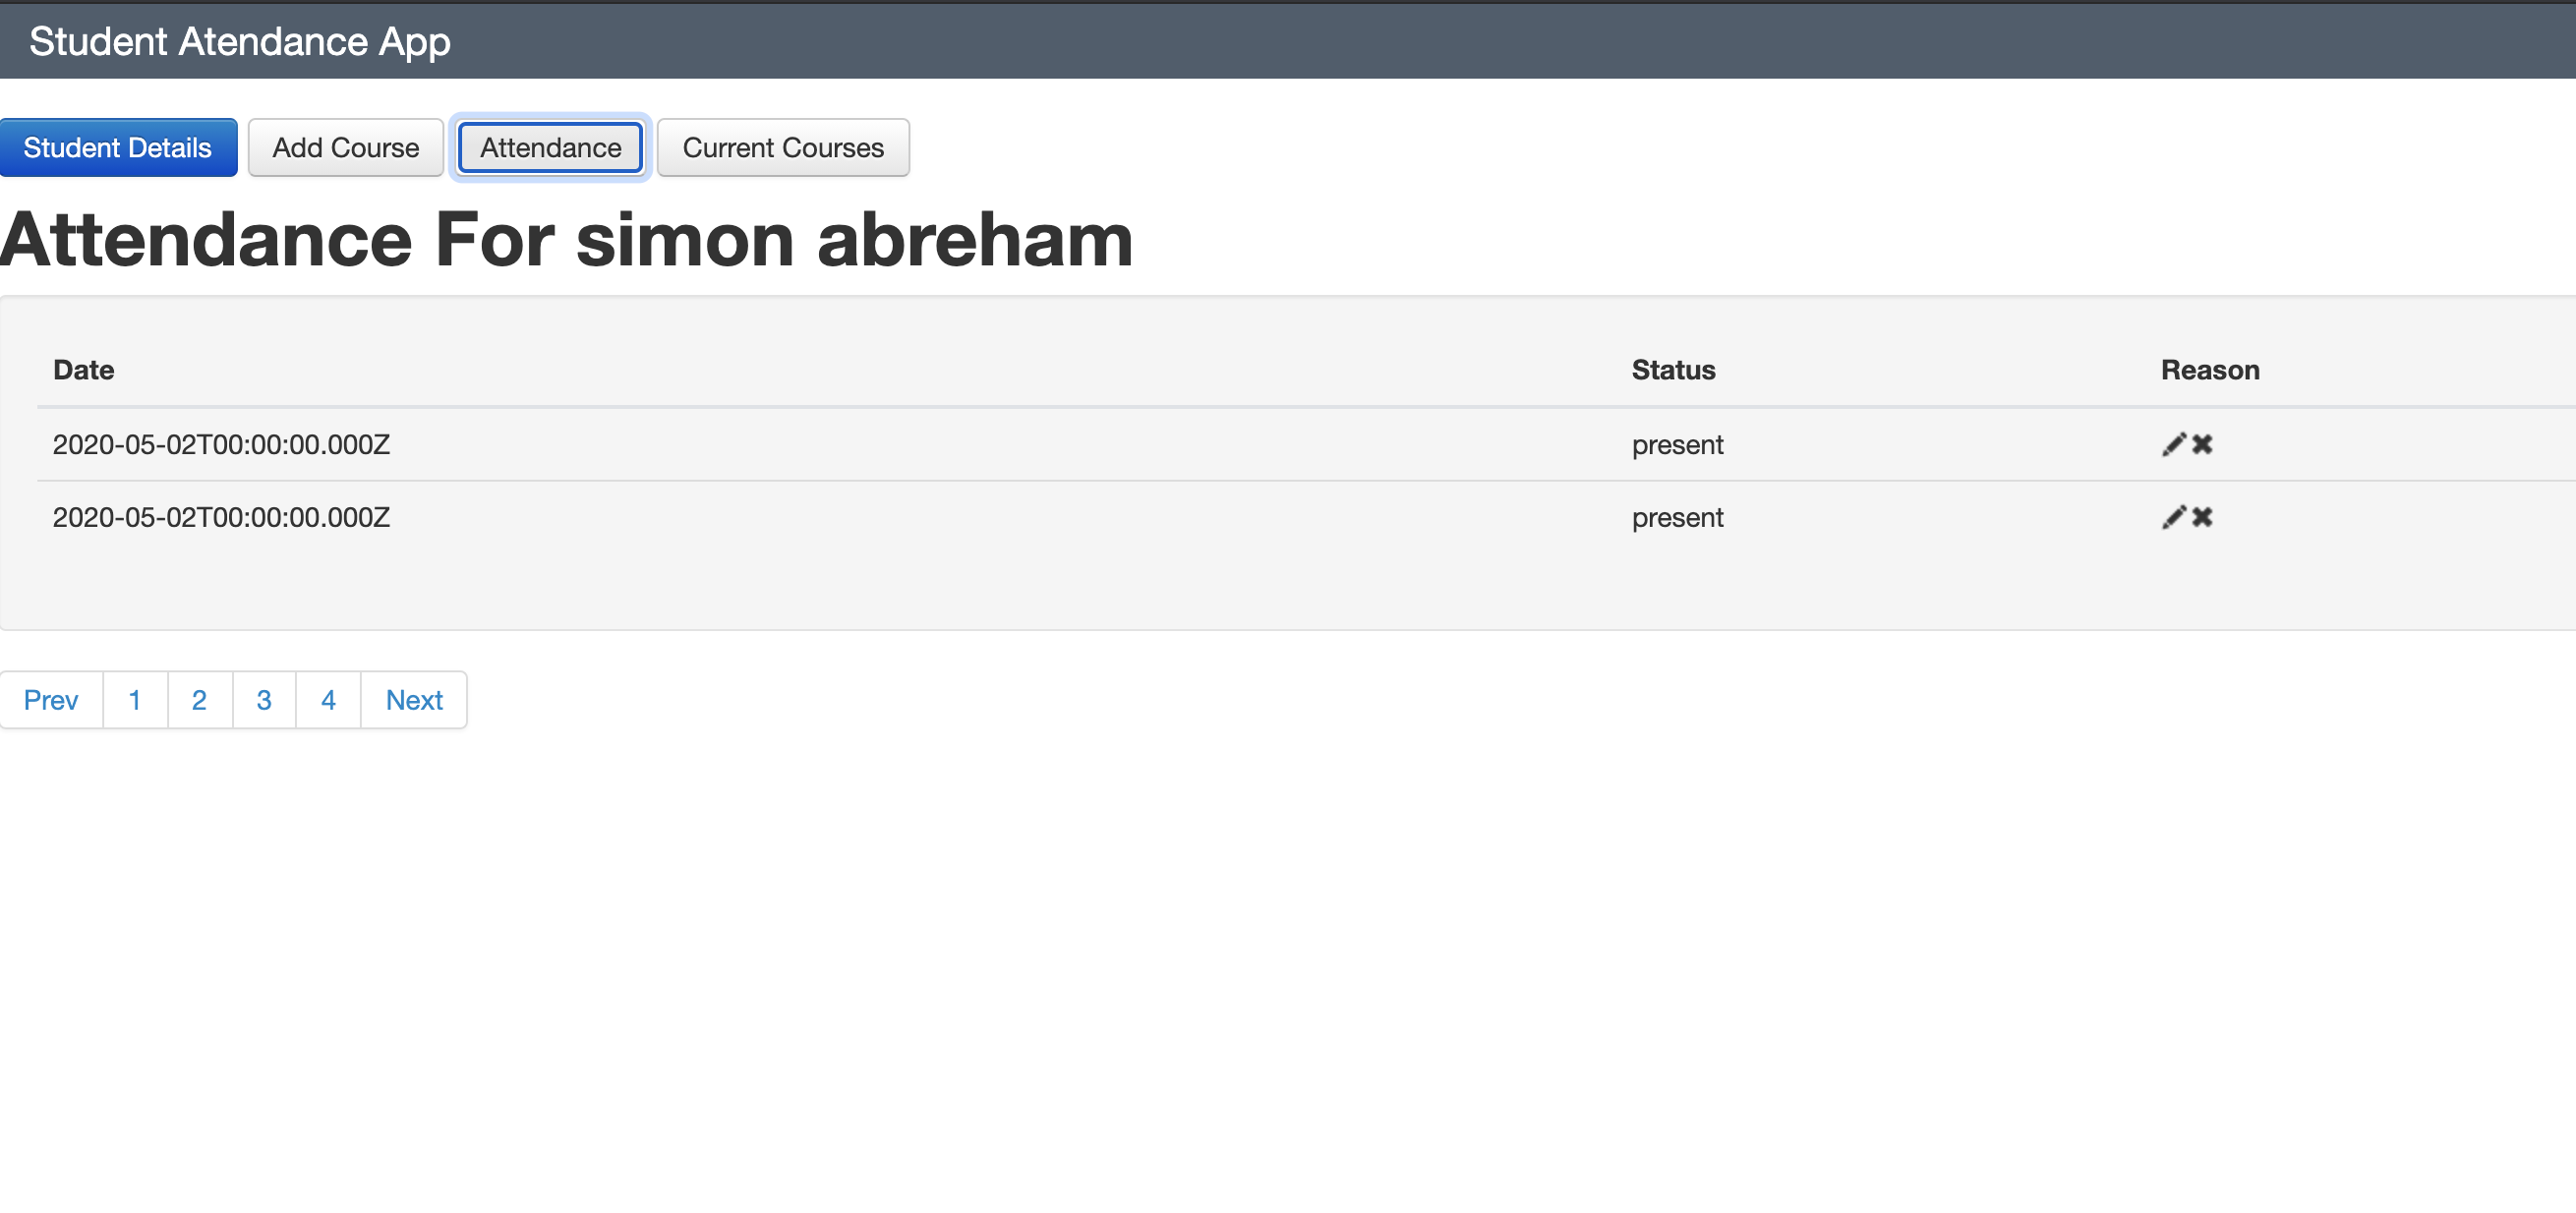 Student Atendance App
Student Details Add Course Attendance Current Courses
Attendance For simon abreham
Date Status Reason
2020-05-02T00:00:00.000Z present
2020-05-02T00:00:00.000Z present
Prev 1 2 3 4 Next